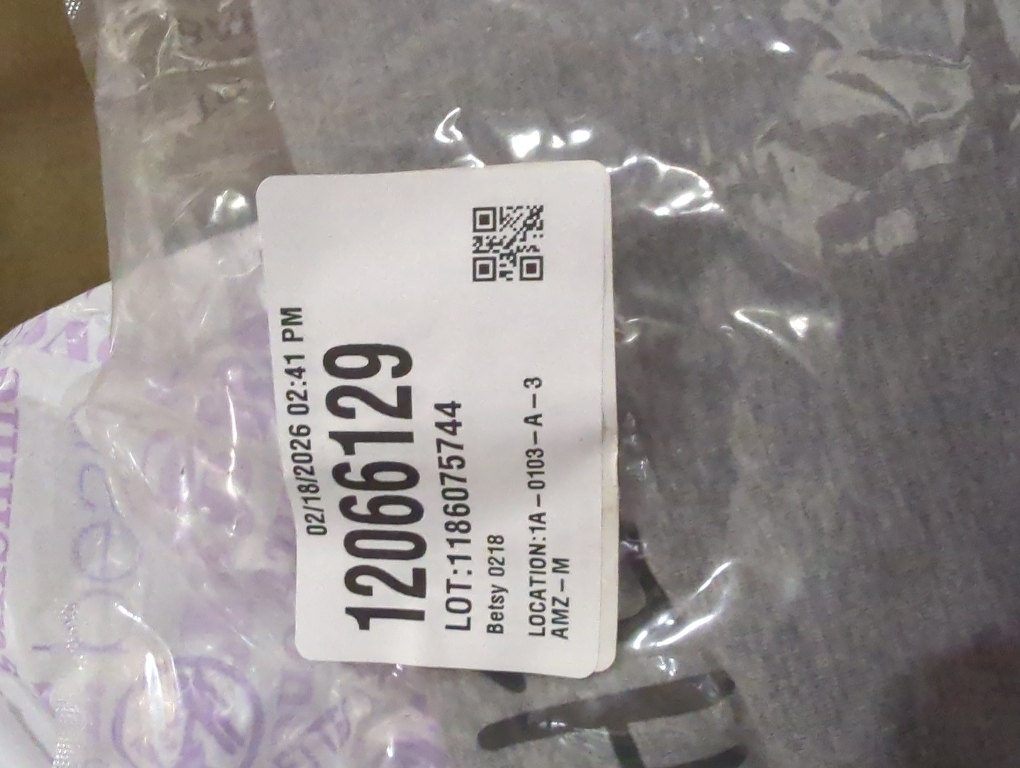 02/18/2026 02:41 PM
12066129
LOT:1186075744
Betsy 0218
LOCATION:1A-0103-A-3
AMZ-M